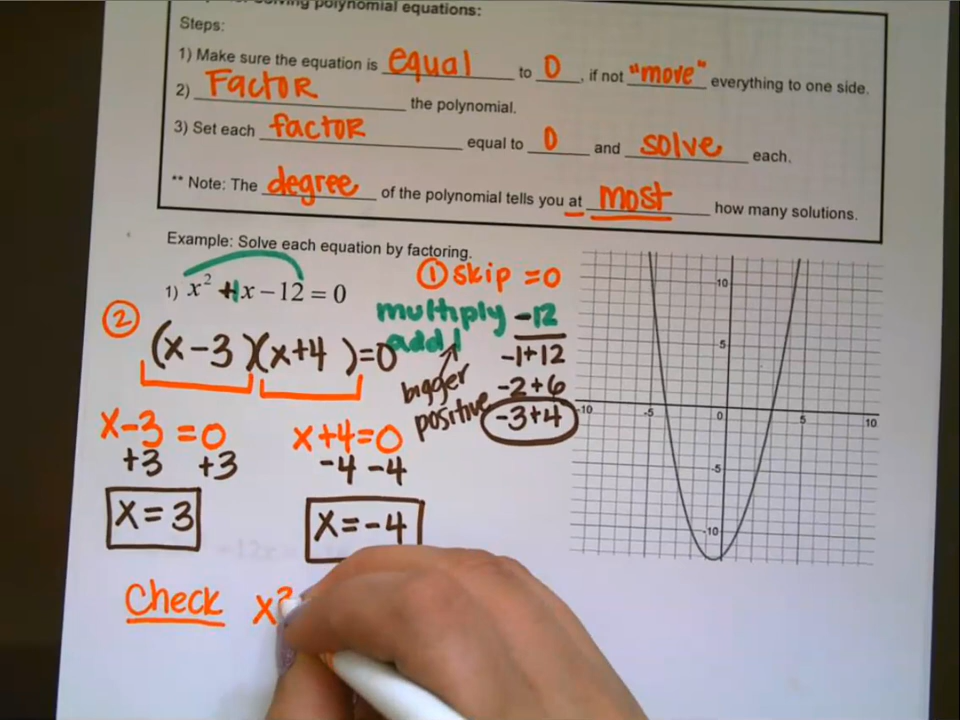 solving polynomial equations:
Steps:
1) Make sure the equation is equal to 0, if not "move" everything to one side.
2) Factor the polynomial.
3) Set each factor equal to 0 and solve each.
** Note: The degree of the polynomial tells you at most how many solutions.
Example: Solve each equation by factoring.
① skip = 0
1) x² + 1x − 12 = 0
multiply −12
add 1
② (x − 3)(x + 4) = 0
−1 + 12
bigger positive
−2 + 6
−3 + 4
x − 3 = 0
+3 +3
x = 3
x + 4 = 0
−4 −4
x = −4
Check x²
10
5
-10 -5 0 5 10
-5
-10